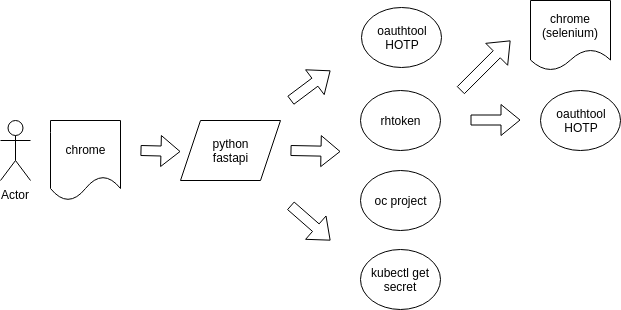 Actor
chrome
python
fastapi
oauthtool
HOTP
rhtoken
oc project
kubectl get
secret
chrome
(selenium)
oauthtool
HOTP